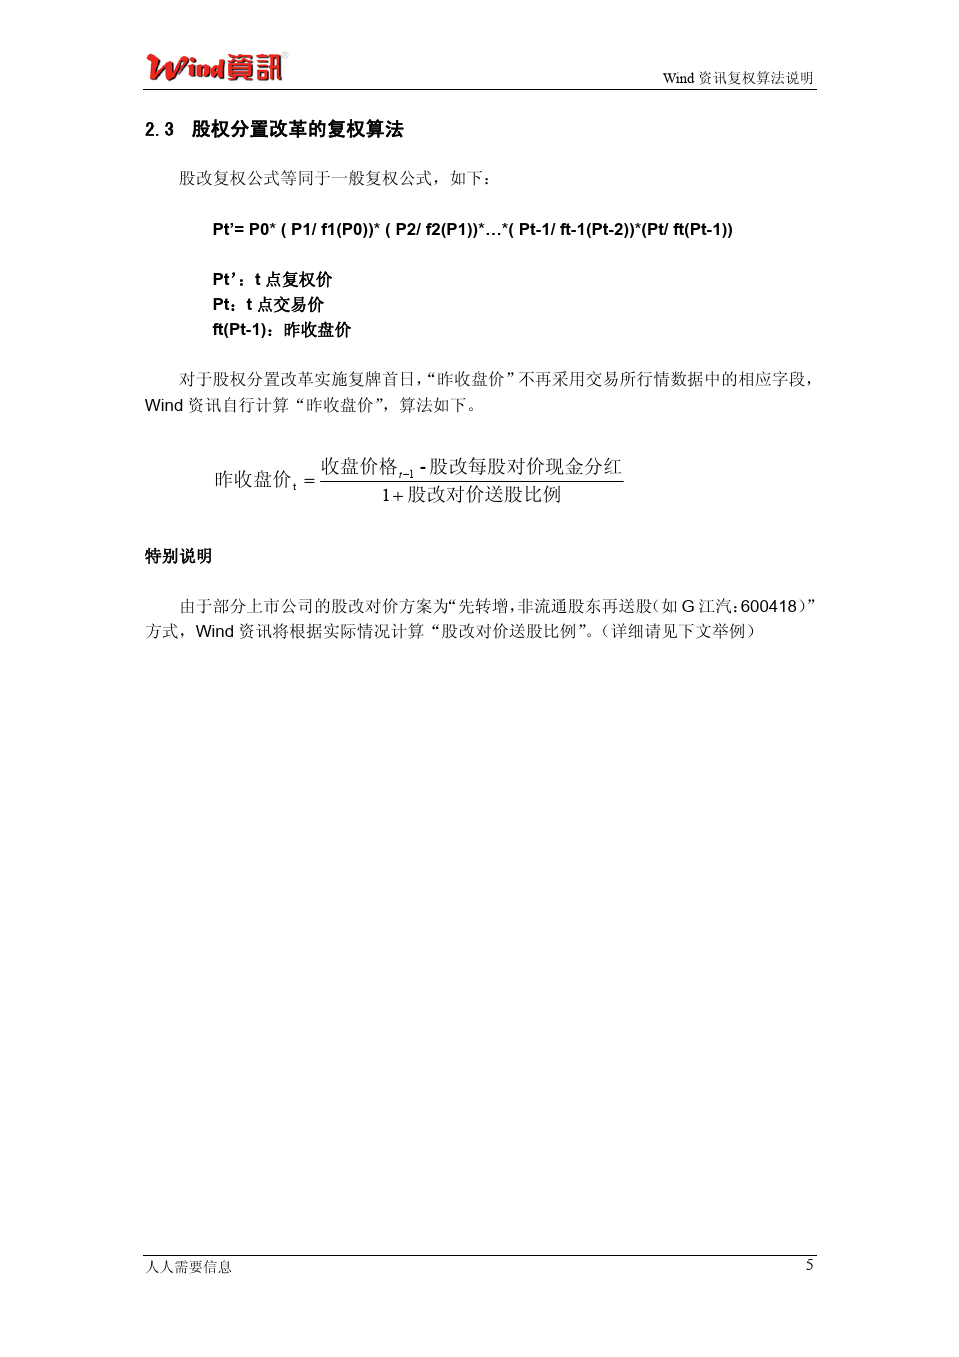 Wind資訊®
Wind 资讯复权算法说明
2.3 股权分置改革的复权算法
股改复权公式等同于一般复权公式，如下：
Pt’= P0* ( P1/ f1(P0))* ( P2/ f2(P1))*…*( Pt-1/ ft-1(Pt-2))*(Pt/ ft(Pt-1))
Pt’：t 点复权价
Pt：t 点交易价
ft(Pt-1)：昨收盘价
对于股权分置改革实施复牌首日，“昨收盘价”不再采用交易所行情数据中的相应字段，
Wind 资讯自行计算“昨收盘价”，算法如下。
昨收盘价t = 收盘价格t−1 - 股改每股对价现金分红
1+ 股改对价送股比例
特别说明
由于部分上市公司的股改对价方案为“先转增，非流通股东再送股（如 G 江汽：600418）”
方式，Wind 资讯将根据实际情况计算“股改对价送股比例”。（详细请见下文举例）
人人需要信息
5